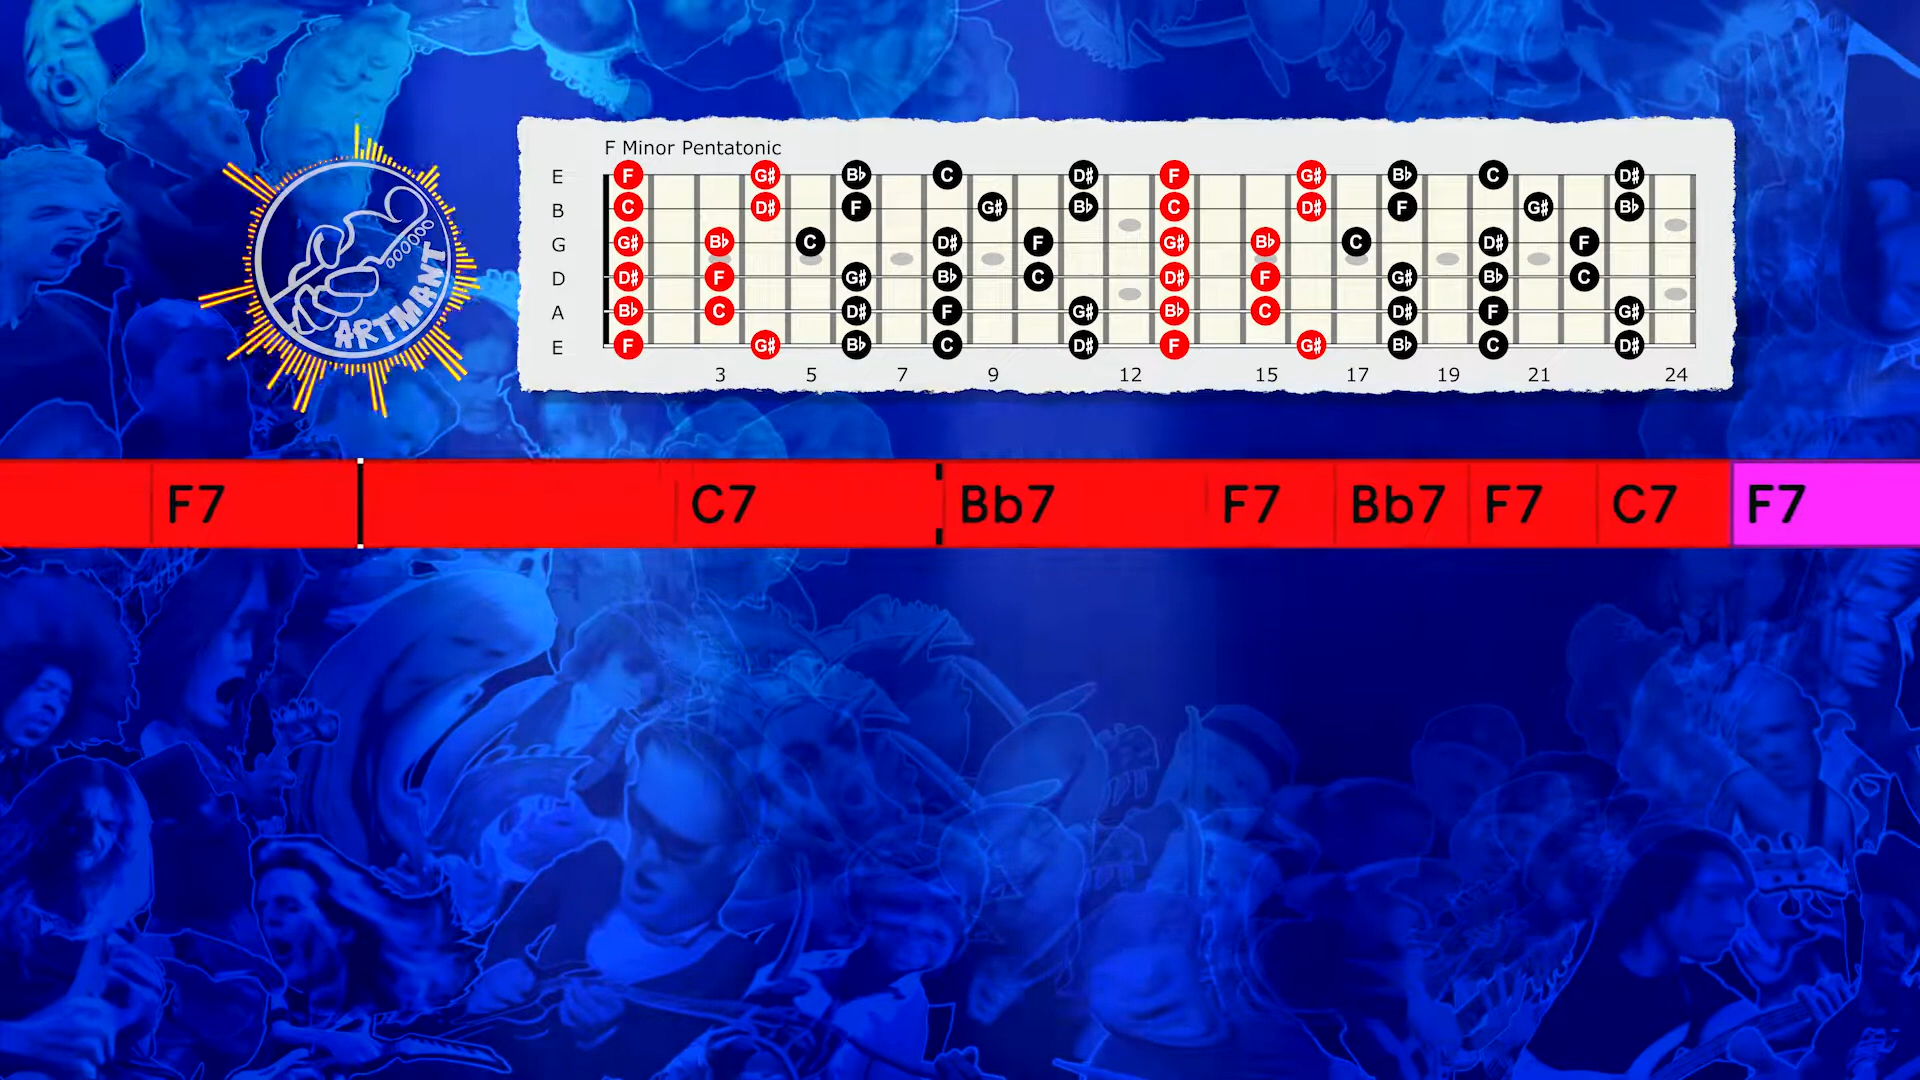 F Minor Pentatonic
E F G# B♭ C D# F G# B♭ C D#
B C D# F G# B♭ C D# F G# B♭
G G# B♭ C D# F G# B♭ C D# F
D D# F G# B♭ C D# F G# B♭ C
A B♭ C D# F G# B♭ C D# F G#
E F G# B♭ C D# F G# B♭ C D#
3 5 7 9 12 15 17 19 21 24
ARTMANT
F7 C7 Bb7 F7 Bb7 F7 C7 F7